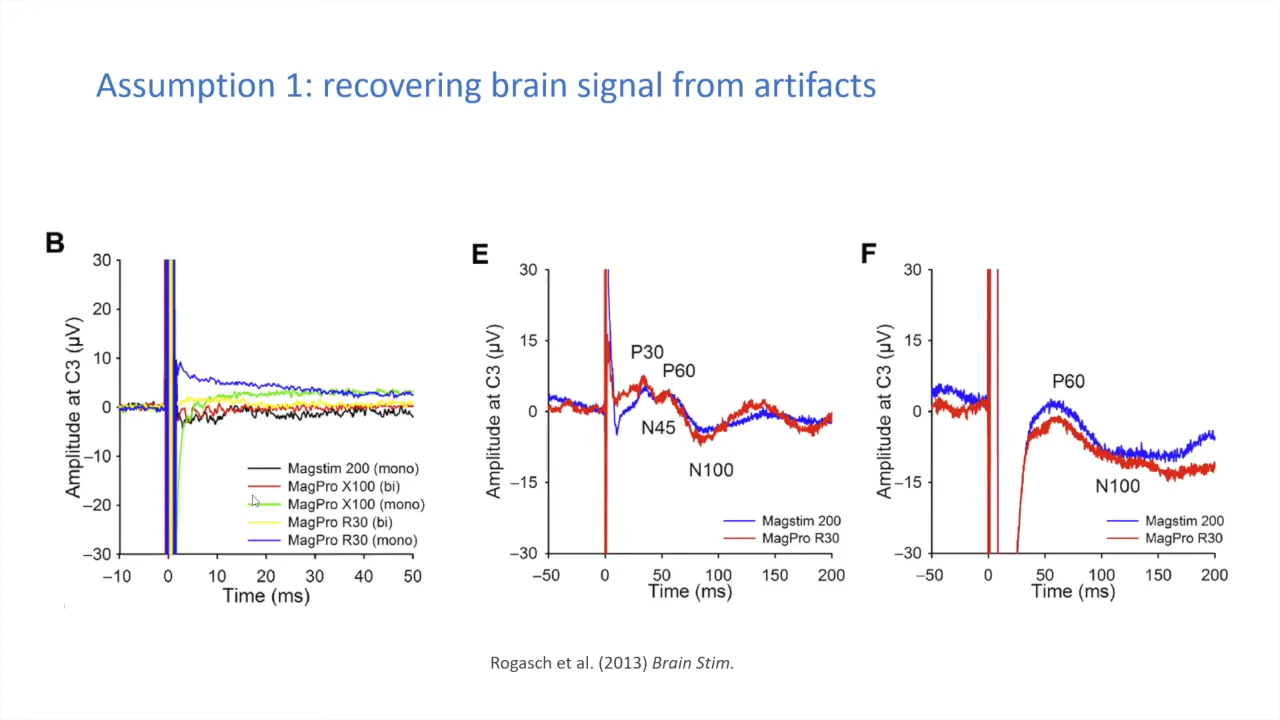 Assumption 1: recovering brain signal from artifacts
B
30
20
10
0
−10
−20
−30
Amplitude at C3 (µV)
Magstim 200 (mono)
MagPro X100 (bi)
MagPro X100 (mono)
MagPro R30 (bi)
MagPro R30 (mono)
−10 0 10 20 30 40 50
Time (ms)
E
30
15
0
−15
−30
Amplitude at C3 (µV)
P30
P60
N45
N100
Magstim 200
MagPro R30
−50 0 50 100 150 200
Time (ms)
F
30
15
0
−15
−30
Amplitude at C3 (µV)
P60
N100
Magstim 200
MagPro R30
−50 0 50 100 150 200
Time (ms)
Rogasch et al. (2013) Brain Stim.